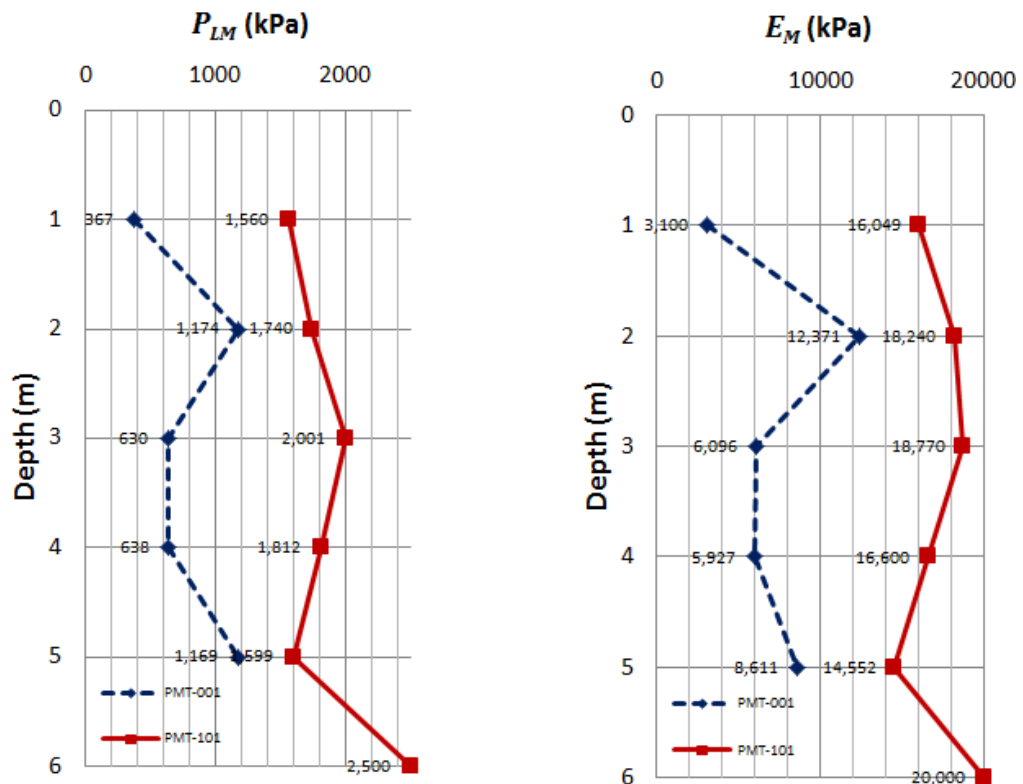 P_LM (kPa)
0 1000 2000
0
1
2
3
4
5
6
Depth (m)
367 1,560
1,174 1,740
630 2,001
638 1,812
1,169 599
2,500
PMT-001
PMT-101
E_M (kPa)
0 10000 20000
0
1
2
3
4
5
6
Depth (m)
3,100 16,049
12,371 18,240
6,096 18,770
5,927 16,600
8,611 14,552
20,000
PMT-001
PMT-101